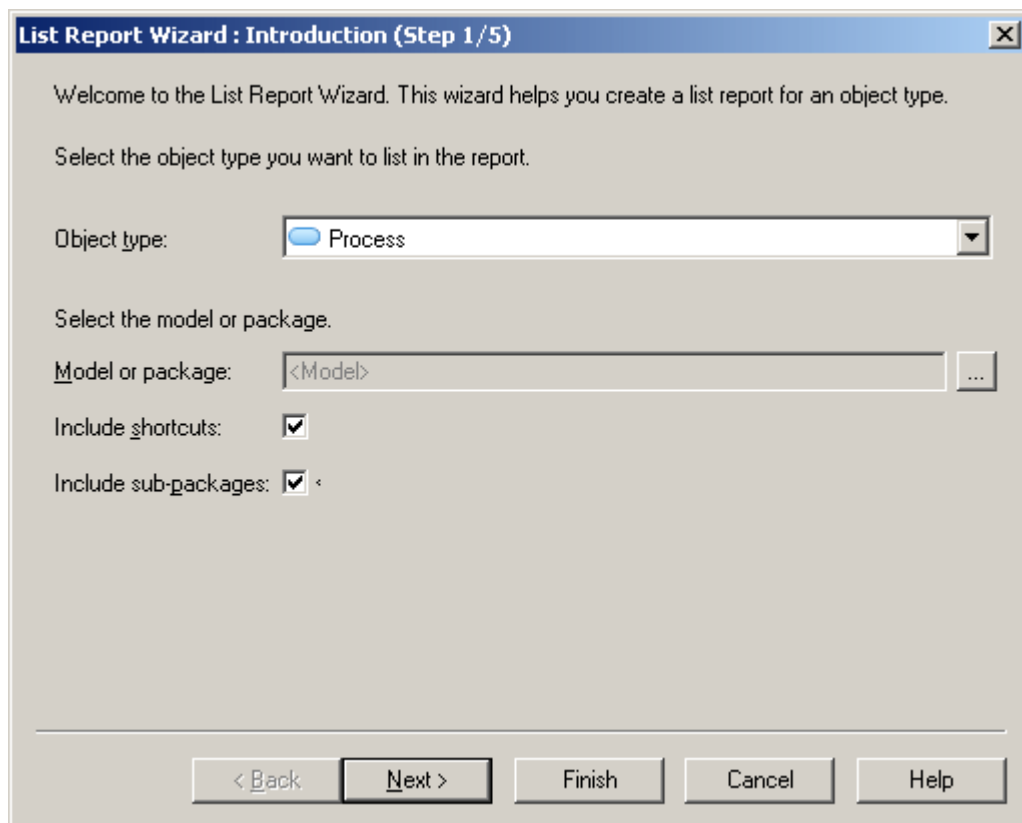 List Report Wizard : Introduction (Step 1/5)
Welcome to the List Report Wizard. This wizard helps you create a list report for an object type.
Select the object type you want to list in the report.
Object type: Process
Select the model or package.
Model or package: <Model> ...
Include shortcuts:
Include sub-packages:
< Back Next > Finish Cancel Help